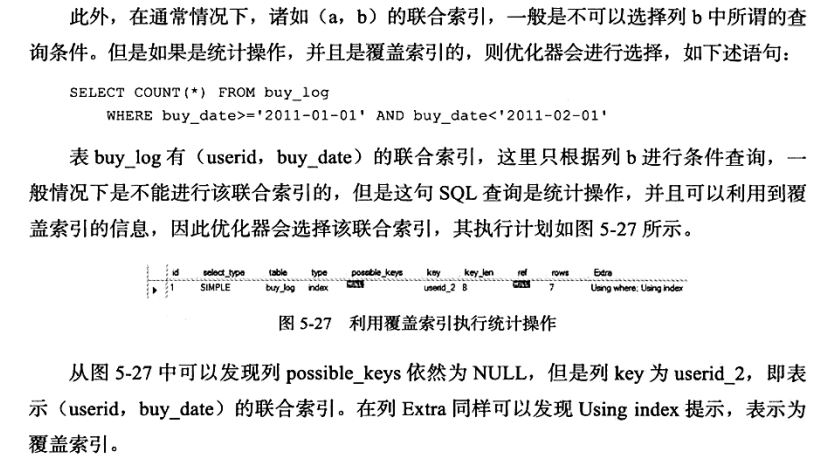 此外，在通常情况下，诸如（a，b）的联合索引，一般是不可以选择列 b 中所谓的查
询条件。但是如果是统计操作，并且是覆盖索引的，则优化器会进行选择，如下述语句：
SELECT COUNT(*) FROM buy_log
WHERE buy_date>='2011-01-01' AND buy_date<'2011-02-01'
表 buy_log 有（userid，buy_date）的联合索引，这里只根据列 b 进行条件查询，一
般情况下是不能进行该联合索引的，但是这句 SQL 查询是统计操作，并且可以利用到覆
盖索引的信息，因此优化器会选择该联合索引，其执行计划如图 5-27 所示。
id select_type table type possible_keys key key_len ref rows Extra
1 SIMPLE buy_log index NULL userid_2 8 NULL 7 Using where; Using index
图 5-27 利用覆盖索引执行统计操作
从图 5-27 中可以发现列 possible_keys 依然为 NULL，但是列 key 为 userid_2，即表
示（userid，buy_date）的联合索引。在列 Extra 同样可以发现 Using index 提示，表示为
覆盖索引。